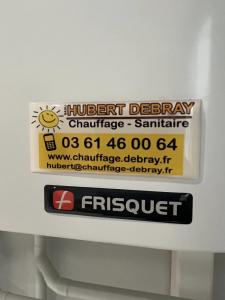 HUBERT DEBRAY
Chauffage - Sanitaire
03 61 46 00 64
www.chauffage.debray.fr
hubert@chauffage-debray.fr
FRISQUET